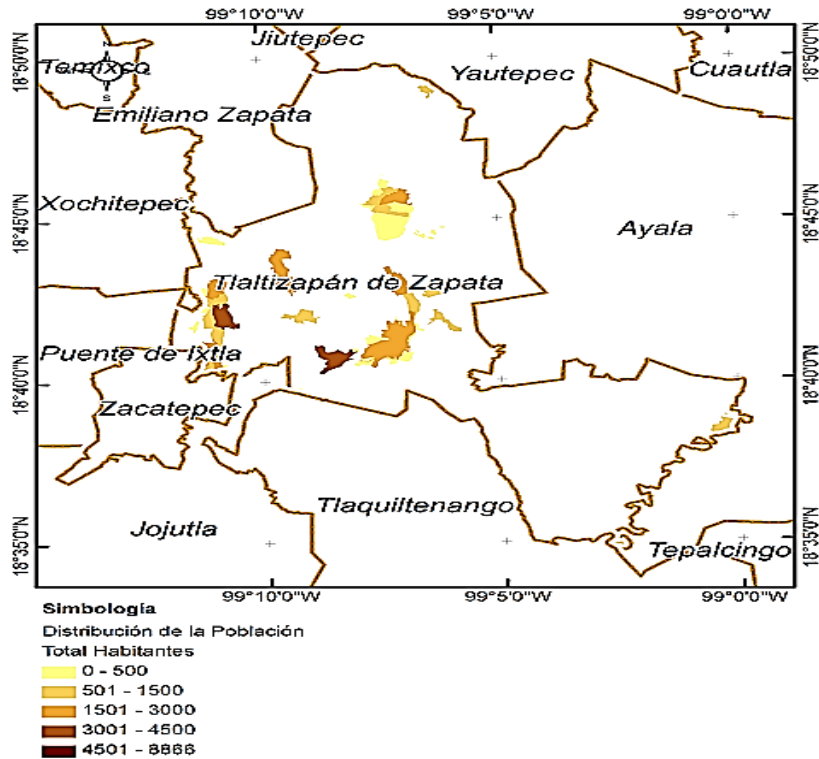 99°10'0"W 99°5'0"W 99°0'0"W
Jiutepec
18°50'0"N 18°50'0"N
N
Temixco
S
Yautepec
Cuautla
Emiliano Zapata
Xochitepec
18°45'0"N 18°45'0"N
Ayala
Tlaltizapán de Zapata
Puente de Ixtla
18°40'0"N 18°40'0"N
Zacatepec
Tlaquiltenango
Jojutla
18°35'0"N 18°35'0"N
Tepalcingo
99°10'0"W 99°5'0"W 99°0'0"W
Simbología
Distribución de la Población
Total Habitantes
0 - 500
501 - 1500
1501 - 3000
3001 - 4500
4501 - 8866